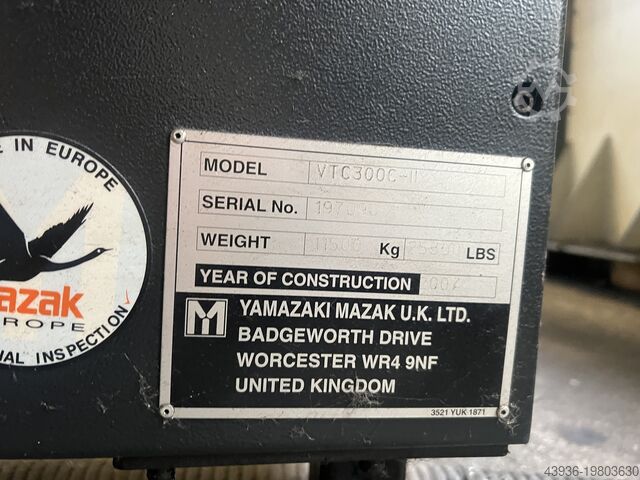 E IN EUROPE
azak
ROPE
NAL INSPECTION
MODEL VTC300C-II
SERIAL No.
WEIGHT Kg LBS
YEAR OF CONSTRUCTION
YAMAZAKI MAZAK U.K. LTD.
BADGEWORTH DRIVE
WORCESTER WR4 9NF
UNITED KINGDOM
3521 YUK 1871
43936-19803630